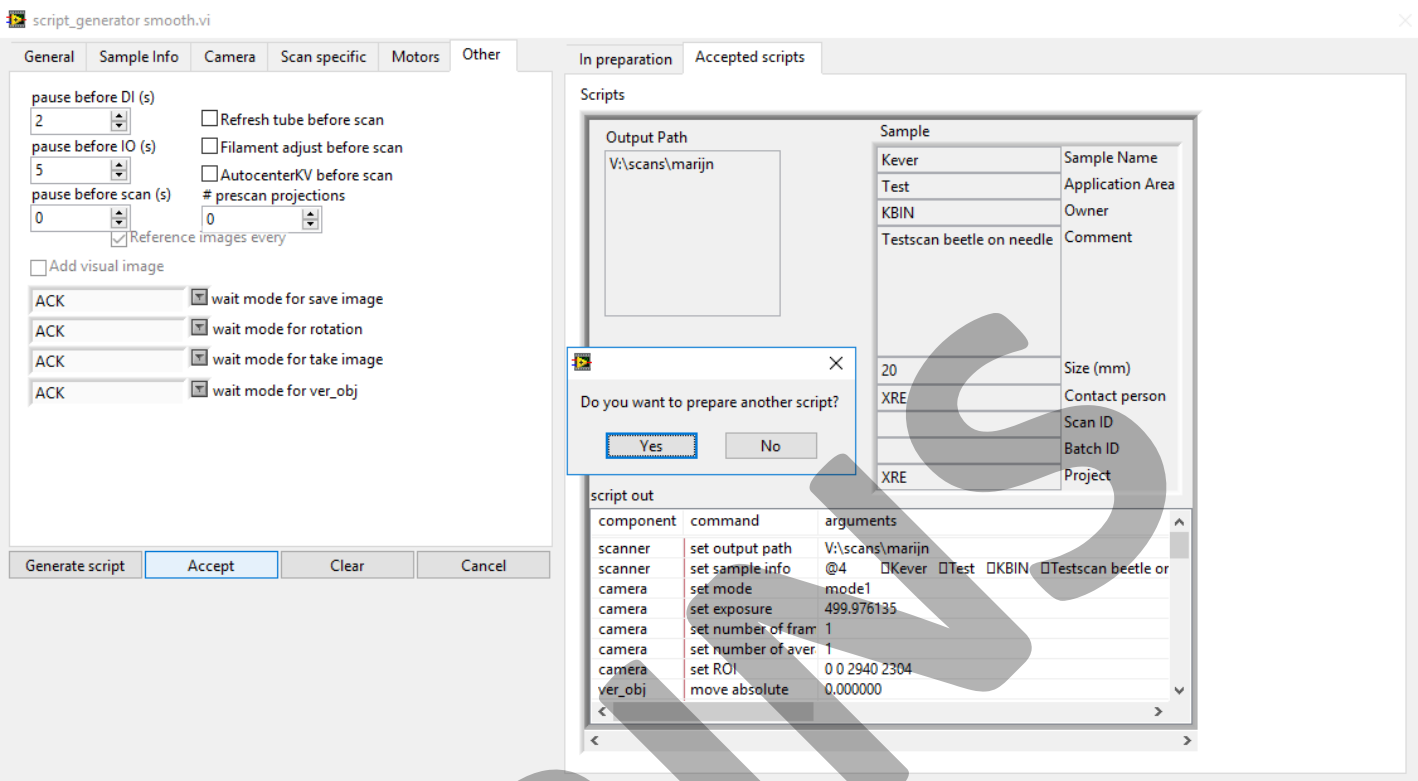 script_generator smooth.vi
General Sample Info Camera Scan specific Motors Other
pause before DI (s)
2
Refresh tube before scan
pause before IO (s)
Filament adjust before scan
5
AutocenterKV before scan
pause before scan (s) # prescan projections
0 0
Reference images every
Add visual image
ACK wait mode for save image
ACK wait mode for rotation
ACK wait mode for take image
ACK wait mode for ver_obj
Generate script Accept Clear Cancel
In preparation Accepted scripts
Scripts
Output Path
V:\scans\marijn
Sample
Kever Sample Name
Test Application Area
KBIN Owner
Testscan beetle on needle Comment
20 Size (mm)
XRE Contact person
Scan ID
Batch ID
XRE Project
Do you want to prepare another script?
Yes No
script out
component command arguments
scanner set output path V:\scans\marijn
scanner set sample info @4 Kever Test KBIN Testscan beetle or
camera set mode mode1
camera set exposure 499.976135
camera set number of fram 1
camera set number of aver 1
camera set ROI 0 0 2940 2304
ver_obj move absolute 0.000000